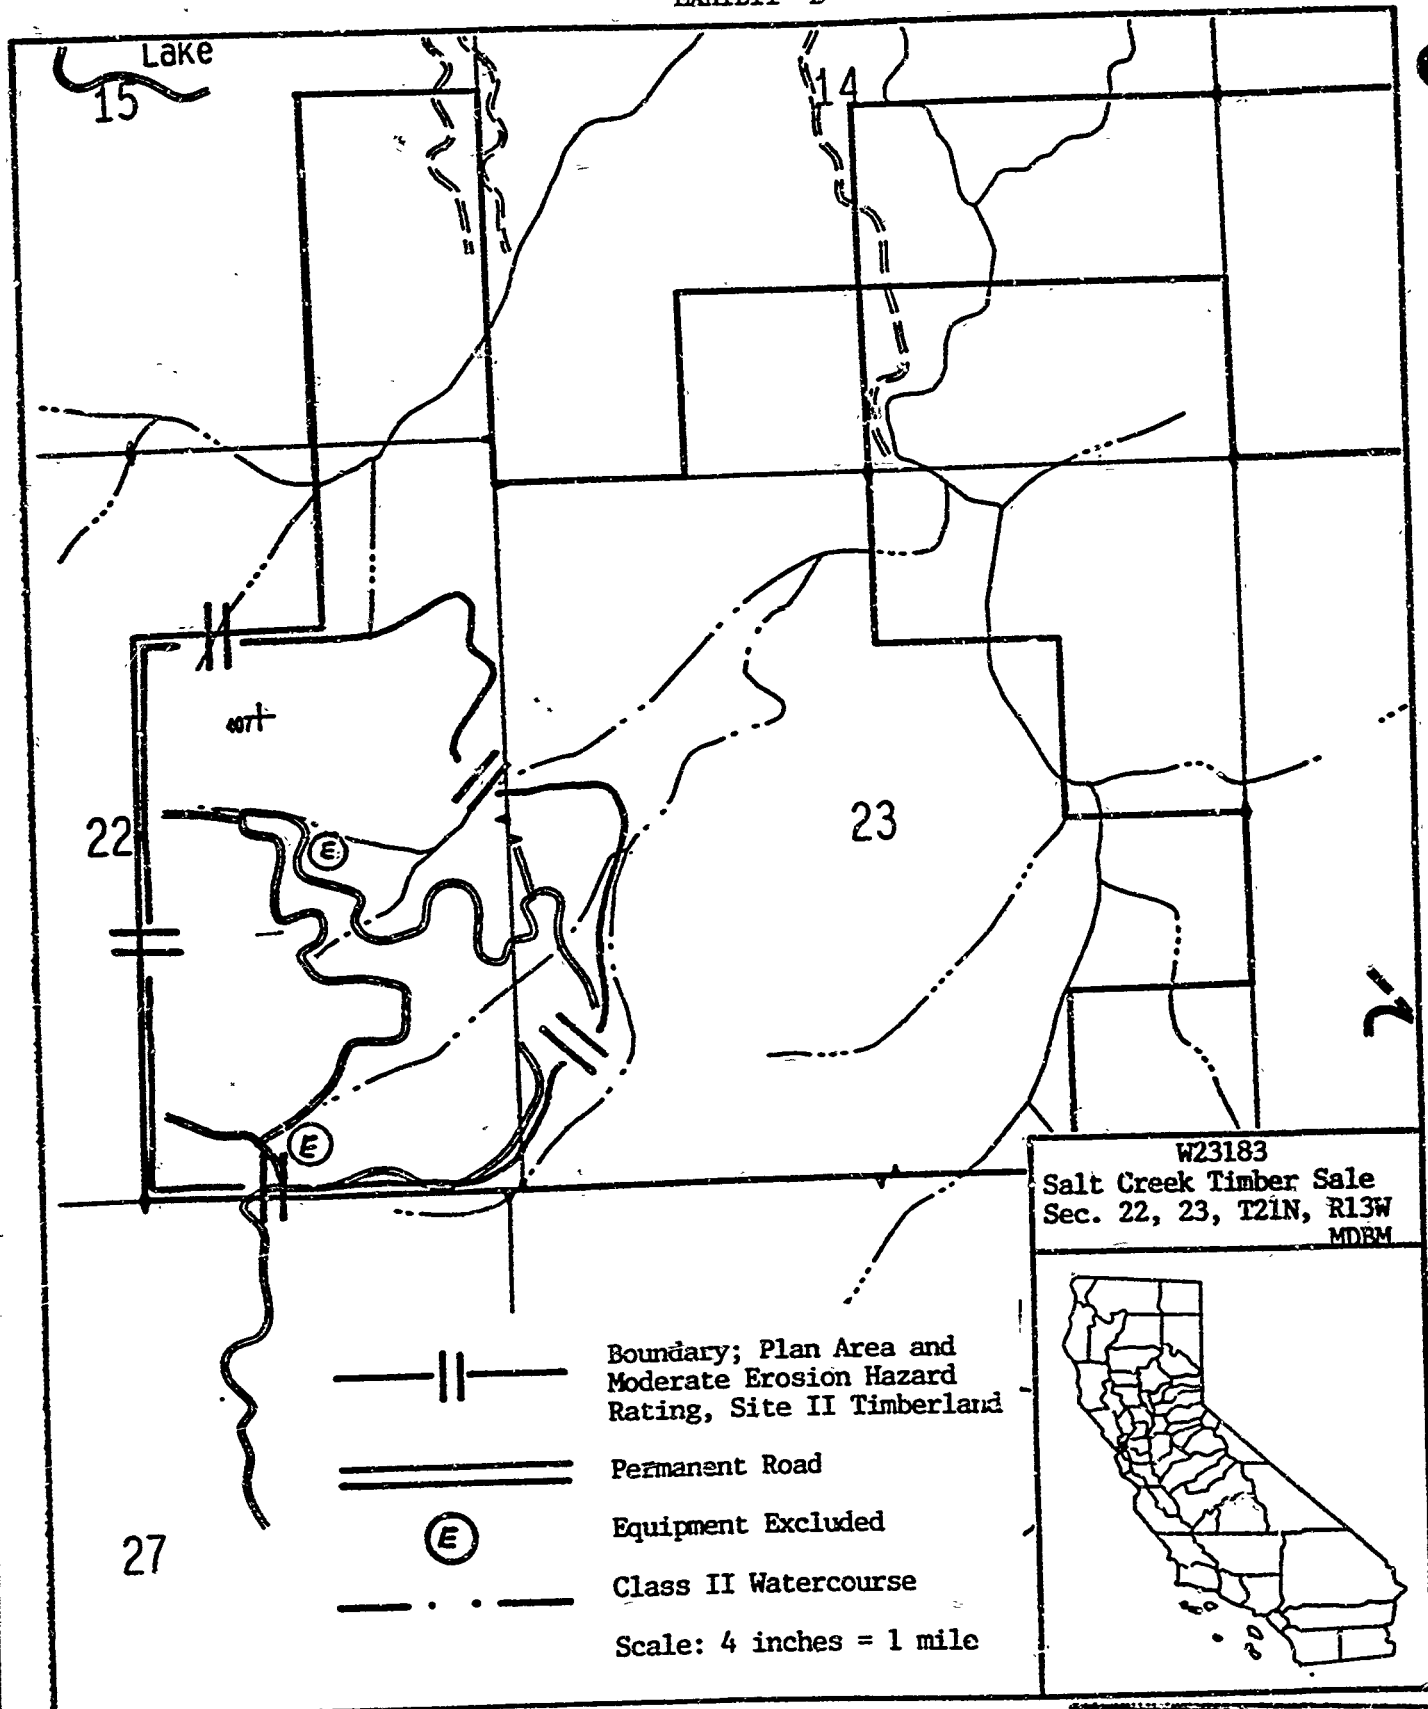 Lake
15
14
407
22
23
E
E
W23183
Salt Creek Timber Sale
Sec. 22, 23, T21N, R13W
MDBM
Boundary; Plan Area and
Moderate Erosion Hazard
Rating, Site II Timberland
Permanent Road
E
Equipment Excluded
Class II Watercourse
Scale: 4 inches = 1 mile
27